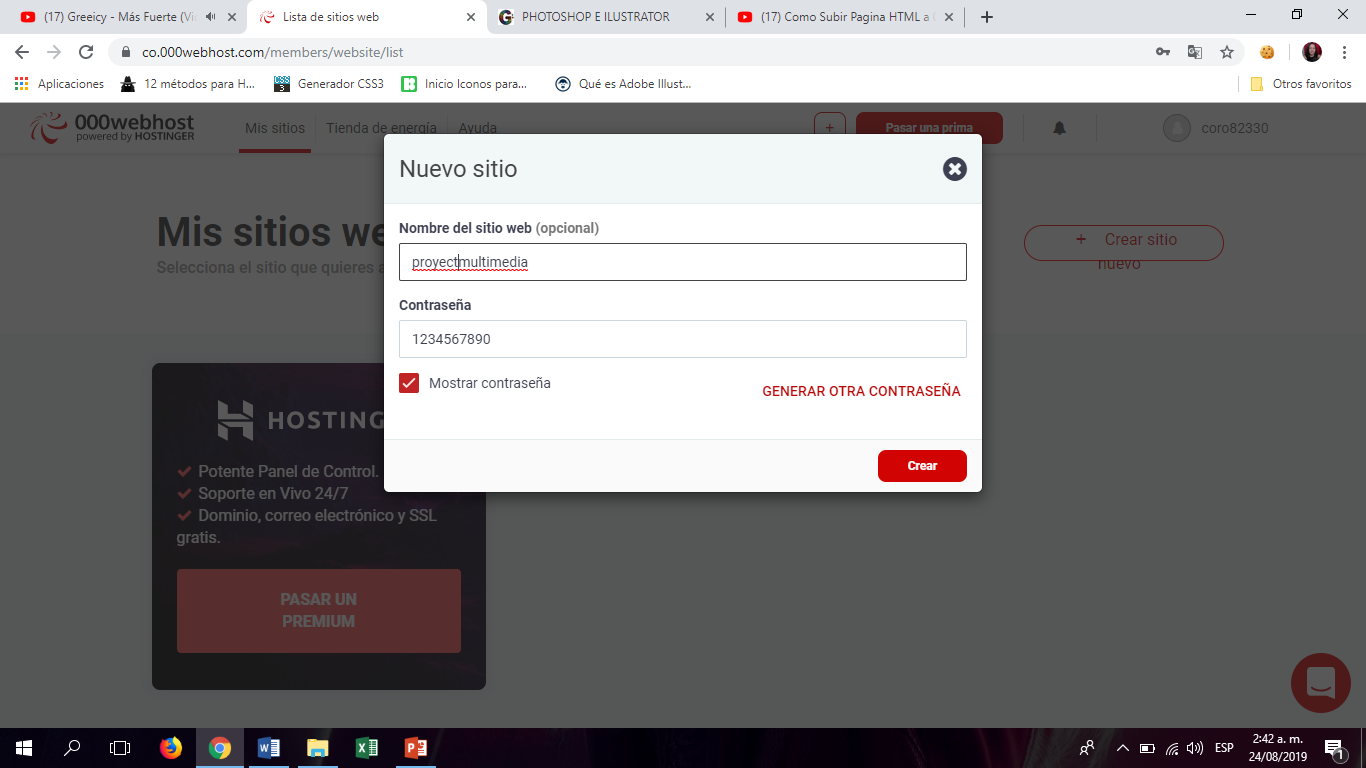 (17) Greeicy - Más Fuerte (Vi
Lista de sitios web
PHOTOSHOP E ILUSTRATOR
(17) Como Subir Pagina HTML a
co.000webhost.com/members/website/list
Aplicaciones
12 métodos para H...
Generador CSS3
Inicio Iconos para...
Qué es Adobe Illust...
Otros favoritos
000webhost
powered by HOSTINGER
Mis sitios
Tienda de energía
Ayuda
+
Pasar una prima
coro82330
Nuevo sitio
Mis sitios we
Selecciona el sitio que quieres a
+ Crear sitio
nuevo
Nombre del sitio web (opcional)
proyectmultimedia
Contraseña
1234567890
Mostrar contraseña
GENERAR OTRA CONTRASEÑA
Crear
HOSTING
Potente Panel de Control.
Soporte en Vivo 24/7
Dominio, correo electrónico y SSL
gratis.
PASAR UN
PREMIUM
ESP
2:42 a. m.
24/08/2019
1